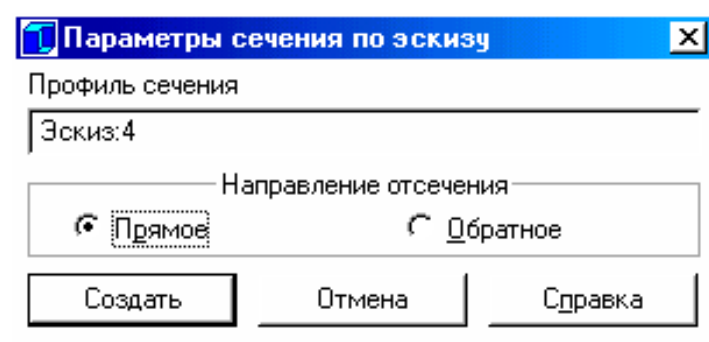 Параметры сечения по эскизу
Профиль сечения
Эскиз:4
Направление отсечения
Прямое Обратное
Создать Отмена Справка